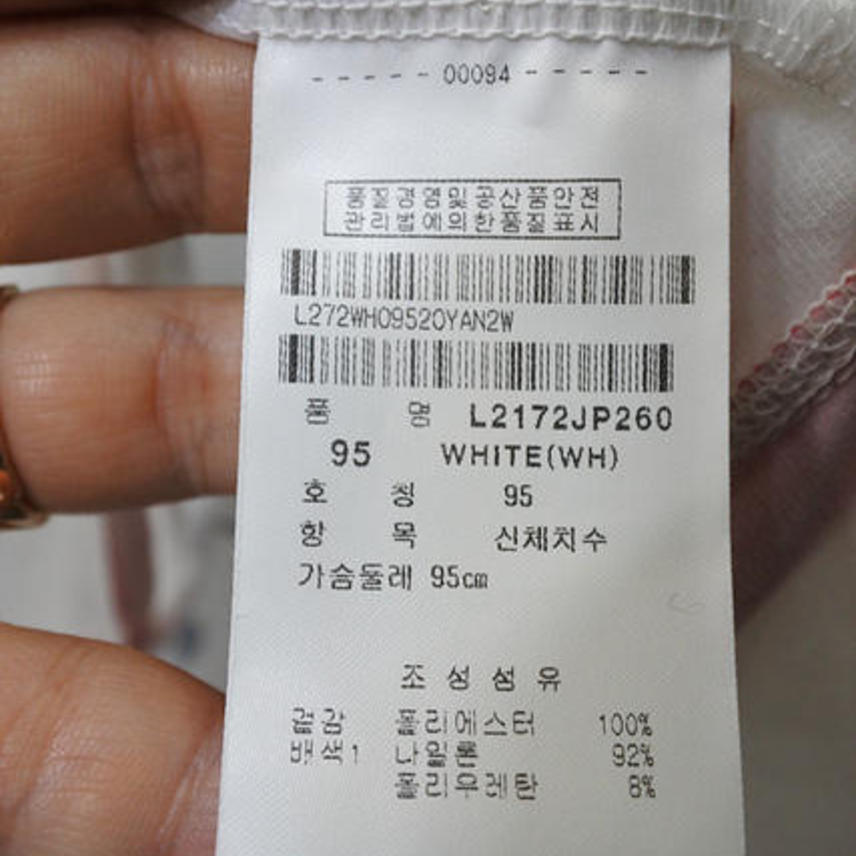 - - - - - 00094 - - - - -
품질경영및공산품안전
관리법에의한품질표시
L272WH09520YAN2W
품 명 L2172JP260
95 WHITE(WH)
호 칭 95
항 목 신체치수
가슴둘레 95cm
조 성 섬 유
겉감 폴리에스터 100%
배색1 나일론 92%
폴리우레탄 8%